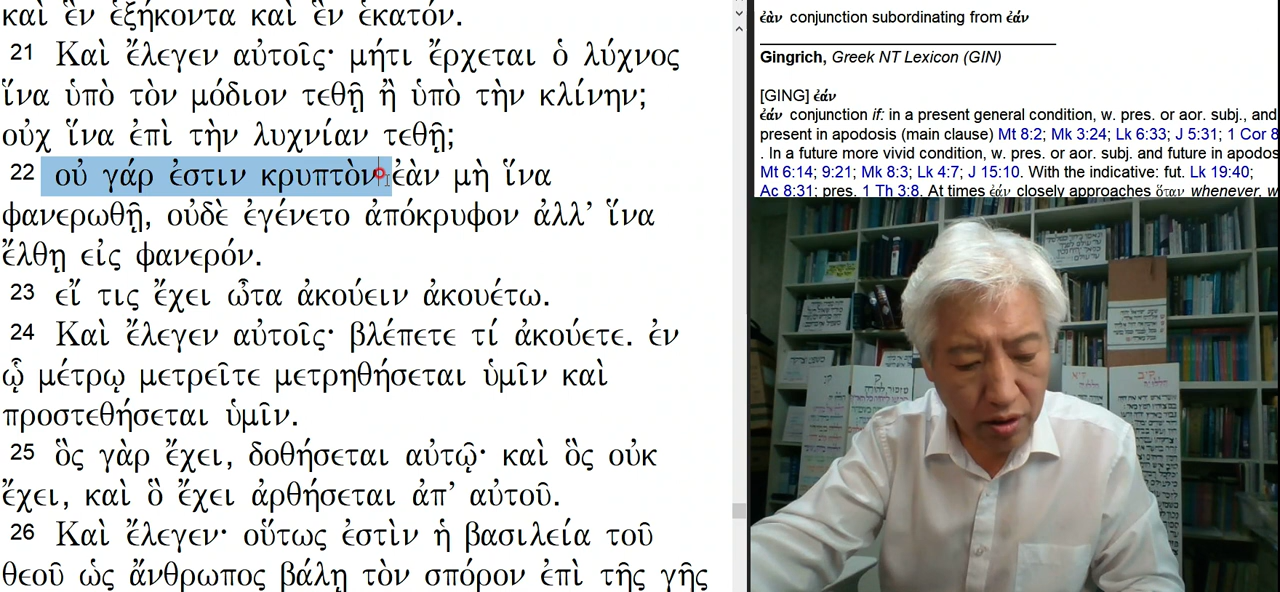 καὶ ἓν ἑξήκοντα καὶ ἓν ἑκατόν.
21 Καὶ ἔλεγεν αὐτοῖς· μήτι ἔρχεται ὁ λύχνος
ἵνα ὑπὸ τὸν μόδιον τεθῇ ἢ ὑπὸ τὴν κλίνην;
οὐχ ἵνα ἐπὶ τὴν λυχνίαν τεθῇ;
22 οὐ γάρ ἐστιν κρυπτὸν ἐὰν μὴ ἵνα
φανερωθῇ, οὐδὲ ἐγένετο ἀπόκρυφον ἀλλ’ ἵνα
ἔλθῃ εἰς φανερόν.
23 εἴ τις ἔχει ὦτα ἀκούειν ἀκουέτω.
24 Καὶ ἔλεγεν αὐτοῖς· βλέπετε τί ἀκούετε. ἐν
ᾧ μέτρῳ μετρεῖτε μετρηθήσεται ὑμῖν καὶ
προστεθήσεται ὑμῖν.
25 ὃς γὰρ ἔχει, δοθήσεται αὐτῷ· καὶ ὃς οὐκ
ἔχει, καὶ ὃ ἔχει ἀρθήσεται ἀπ’ αὐτοῦ.
26 Καὶ ἔλεγεν· οὕτως ἐστὶν ἡ βασιλεία τοῦ
θεοῦ ὡς ἄνθρωπος βάλῃ τὸν σπόρον ἐπὶ τῆς γῆς
ἐὰν conjunction subordinating from ἐάν
Gingrich, Greek NT Lexicon (GIN)
[GING] ἐάν
ἐάν conjunction if: in a present general condition, w. pres. or aor. subj., and
present in apodosis (main clause) Mt 8:2; Mk 3:24; Lk 6:33; J 5:31; 1 Cor 8
. In a future more vivid condition, w. pres. or aor. subj. and future in apodos
Mt 6:14; 9:21; Mk 8:3; Lk 4:7; J 15:10. With the indicative: fut. Lk 19:40;
Ac 8:31; pres. 1 Th 3:8. At times ἐάν closely approaches ὅταν whenever, w